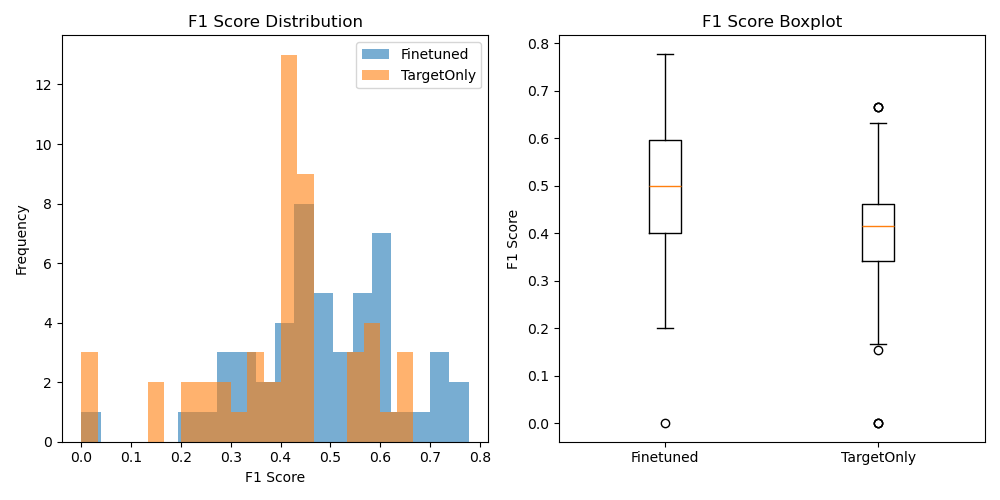 F1 Score Distribution
Finetuned
TargetOnly
Frequency
12
10
8
6
4
2
0
0.0 0.1 0.2 0.3 0.4 0.5 0.6 0.7 0.8
F1 Score
F1 Score Boxplot
F1 Score
0.8
0.7
0.6
0.5
0.4
0.3
0.2
0.1
0.0
Finetuned TargetOnly